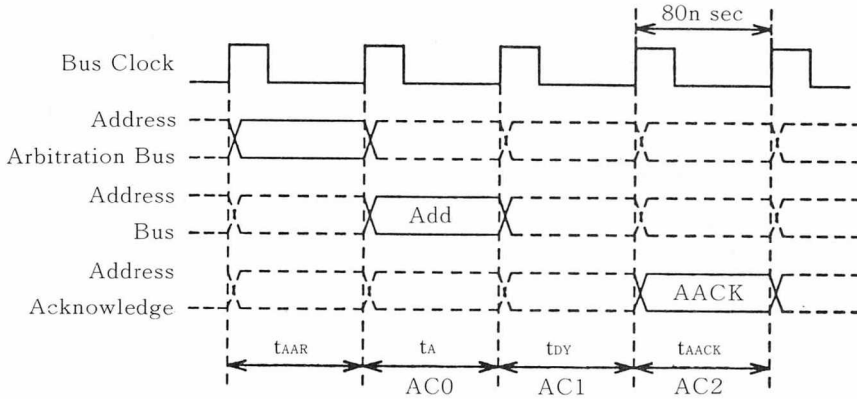 80n sec
Bus Clock
Address
Arbitration Bus
Address
Add
Bus
Address
AACK
Acknowledge
tAAR tA tDY tAACK
AC0 AC1 AC2